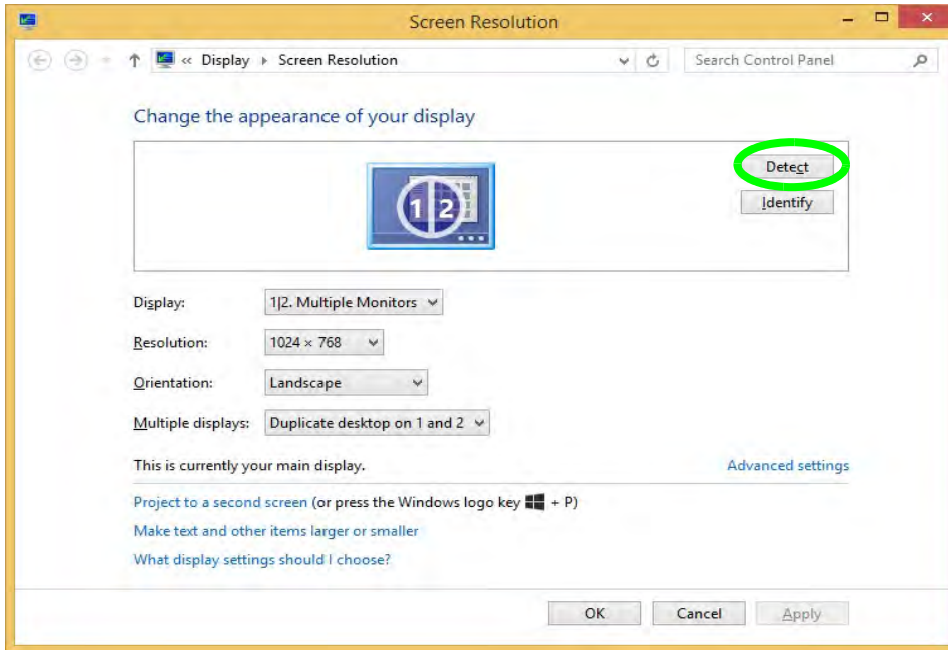 Screen Resolution
« Display ▸ Screen Resolution
Search Control Panel
Change the appearance of your display
Detect
1|2
Identify
Display: 1|2. Multiple Monitors
Resolution: 1024 × 768
Orientation: Landscape
Multiple displays: Duplicate desktop on 1 and 2
This is currently your main display. Advanced settings
Project to a second screen (or press the Windows logo key + P)
Make text and other items larger or smaller
What display settings should I choose?
OK Cancel Apply